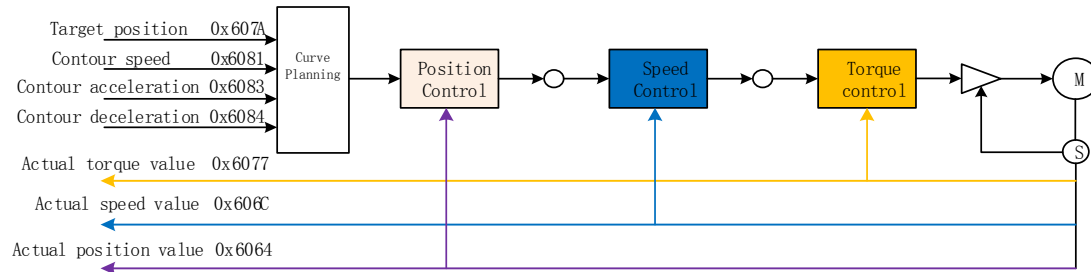 Target position 0x607A
Contour speed 0x6081
Contour acceleration 0x6083
Contour deceleration 0x6084
Curve
Planning
Position
Control
Speed
Control
Torque
control
M
S
Actual torque value 0x6077
Actual speed value 0x606C
Actual position value 0x6064